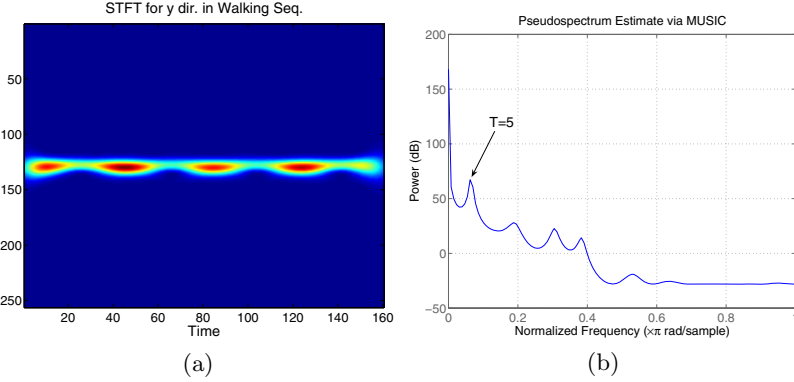 STFT for y dir. in Walking Seq.
50
100
150
200
250
20 40 60 80 100 120 140 160
Time
(a)
Pseudospectrum Estimate via MUSIC
200
150
100
50
0
−50
Power (dB)
T=5
0 0.2 0.4 0.6 0.8 1
Normalized Frequency (×π rad/sample)
(b)